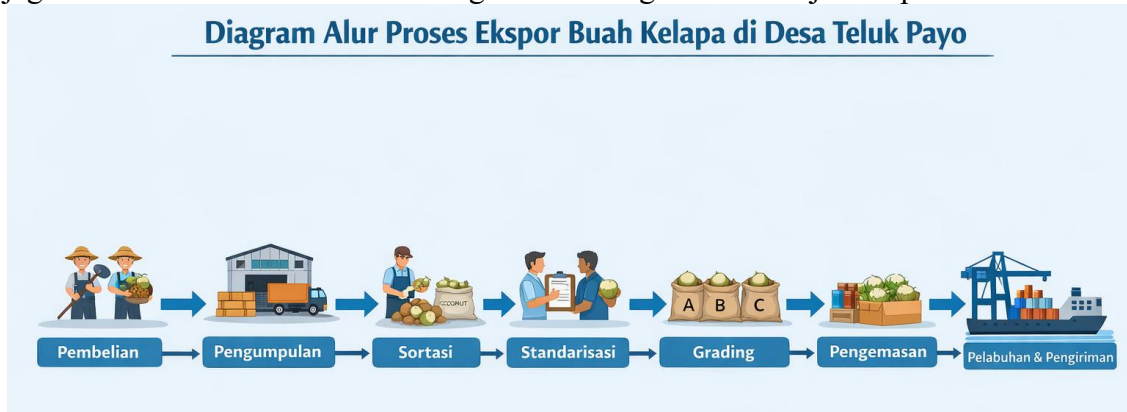 Diagram Alur Proses Ekspor Buah Kelapa di Desa Teluk Payo
COCONUT
A B C
Pembelian
Pengumpulan
Sortasi
Standarisasi
Grading
Pengemasan
Pelabuhan & Pengiriman